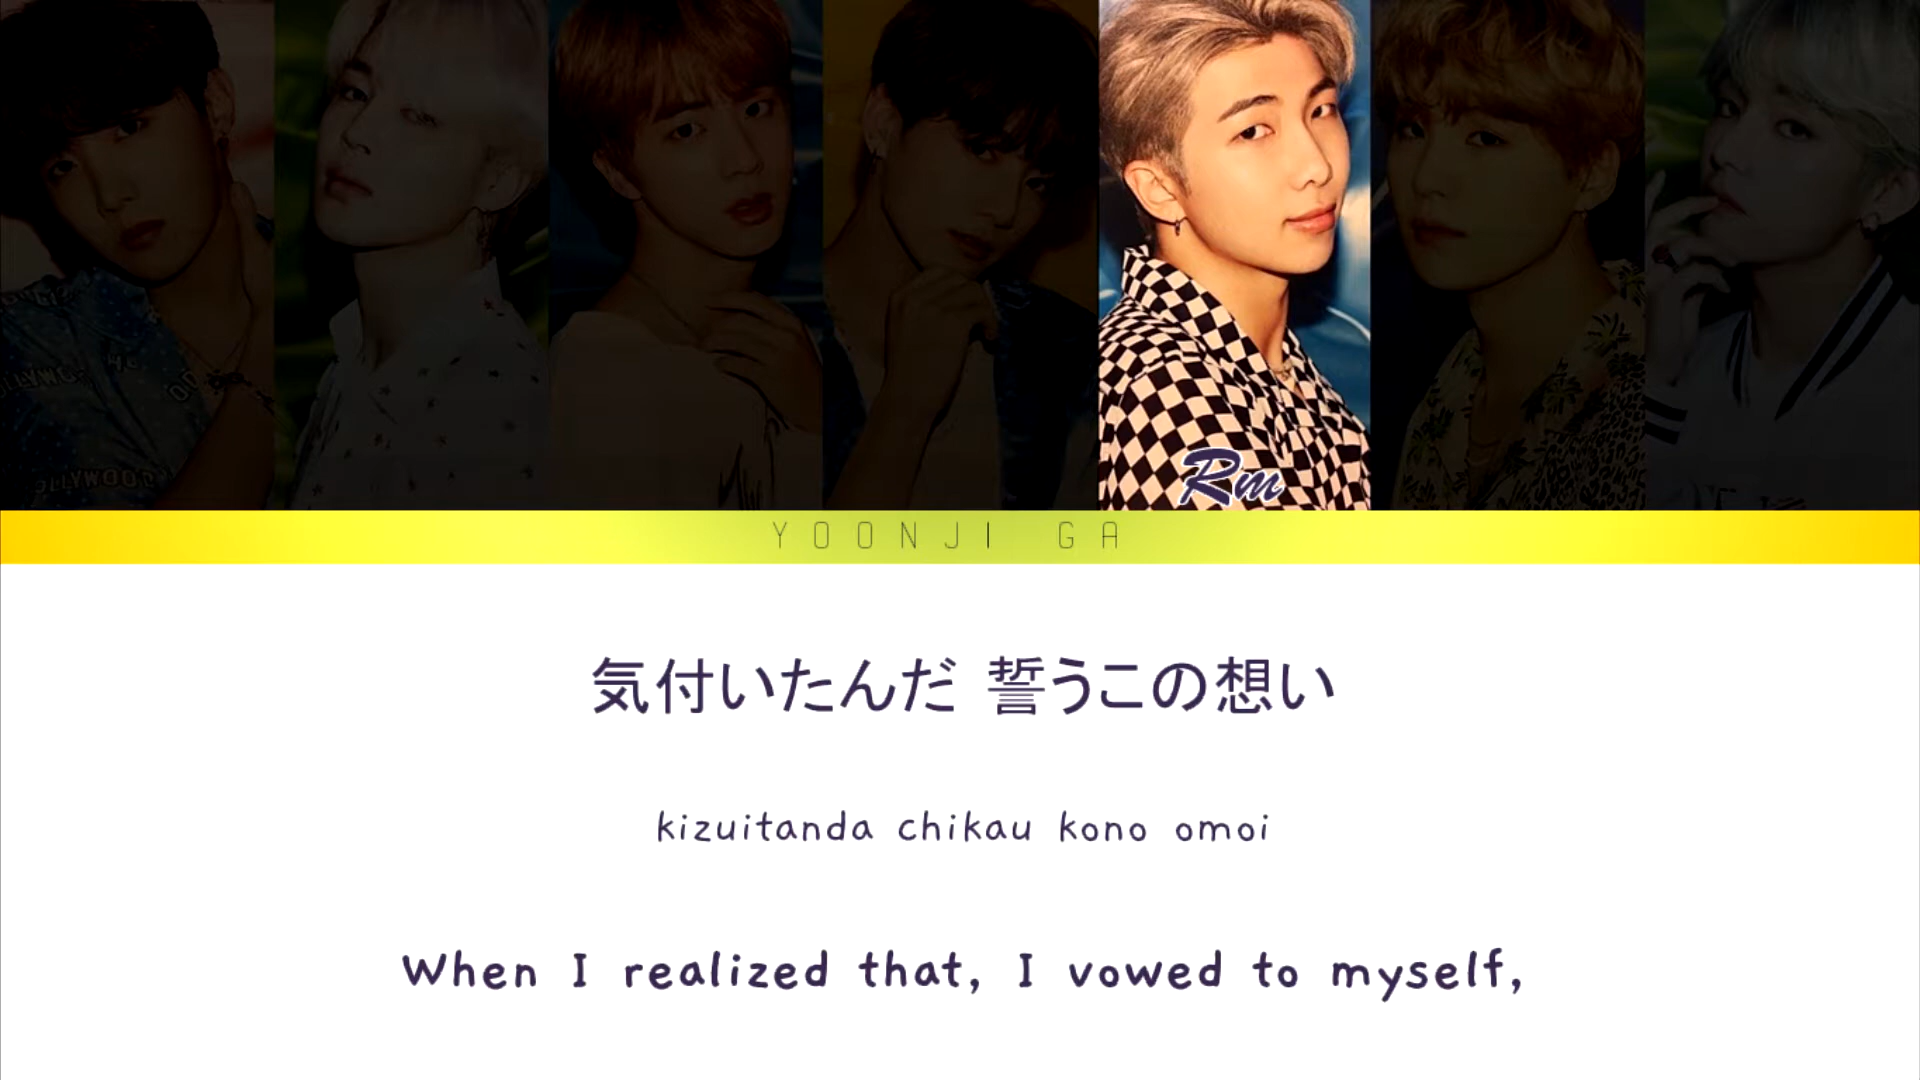 Rm
YOONJI GA
気付いたんだ 誓うこの想い
kizuitanda chikau kono omoi
When I realized that, I vowed to myself,